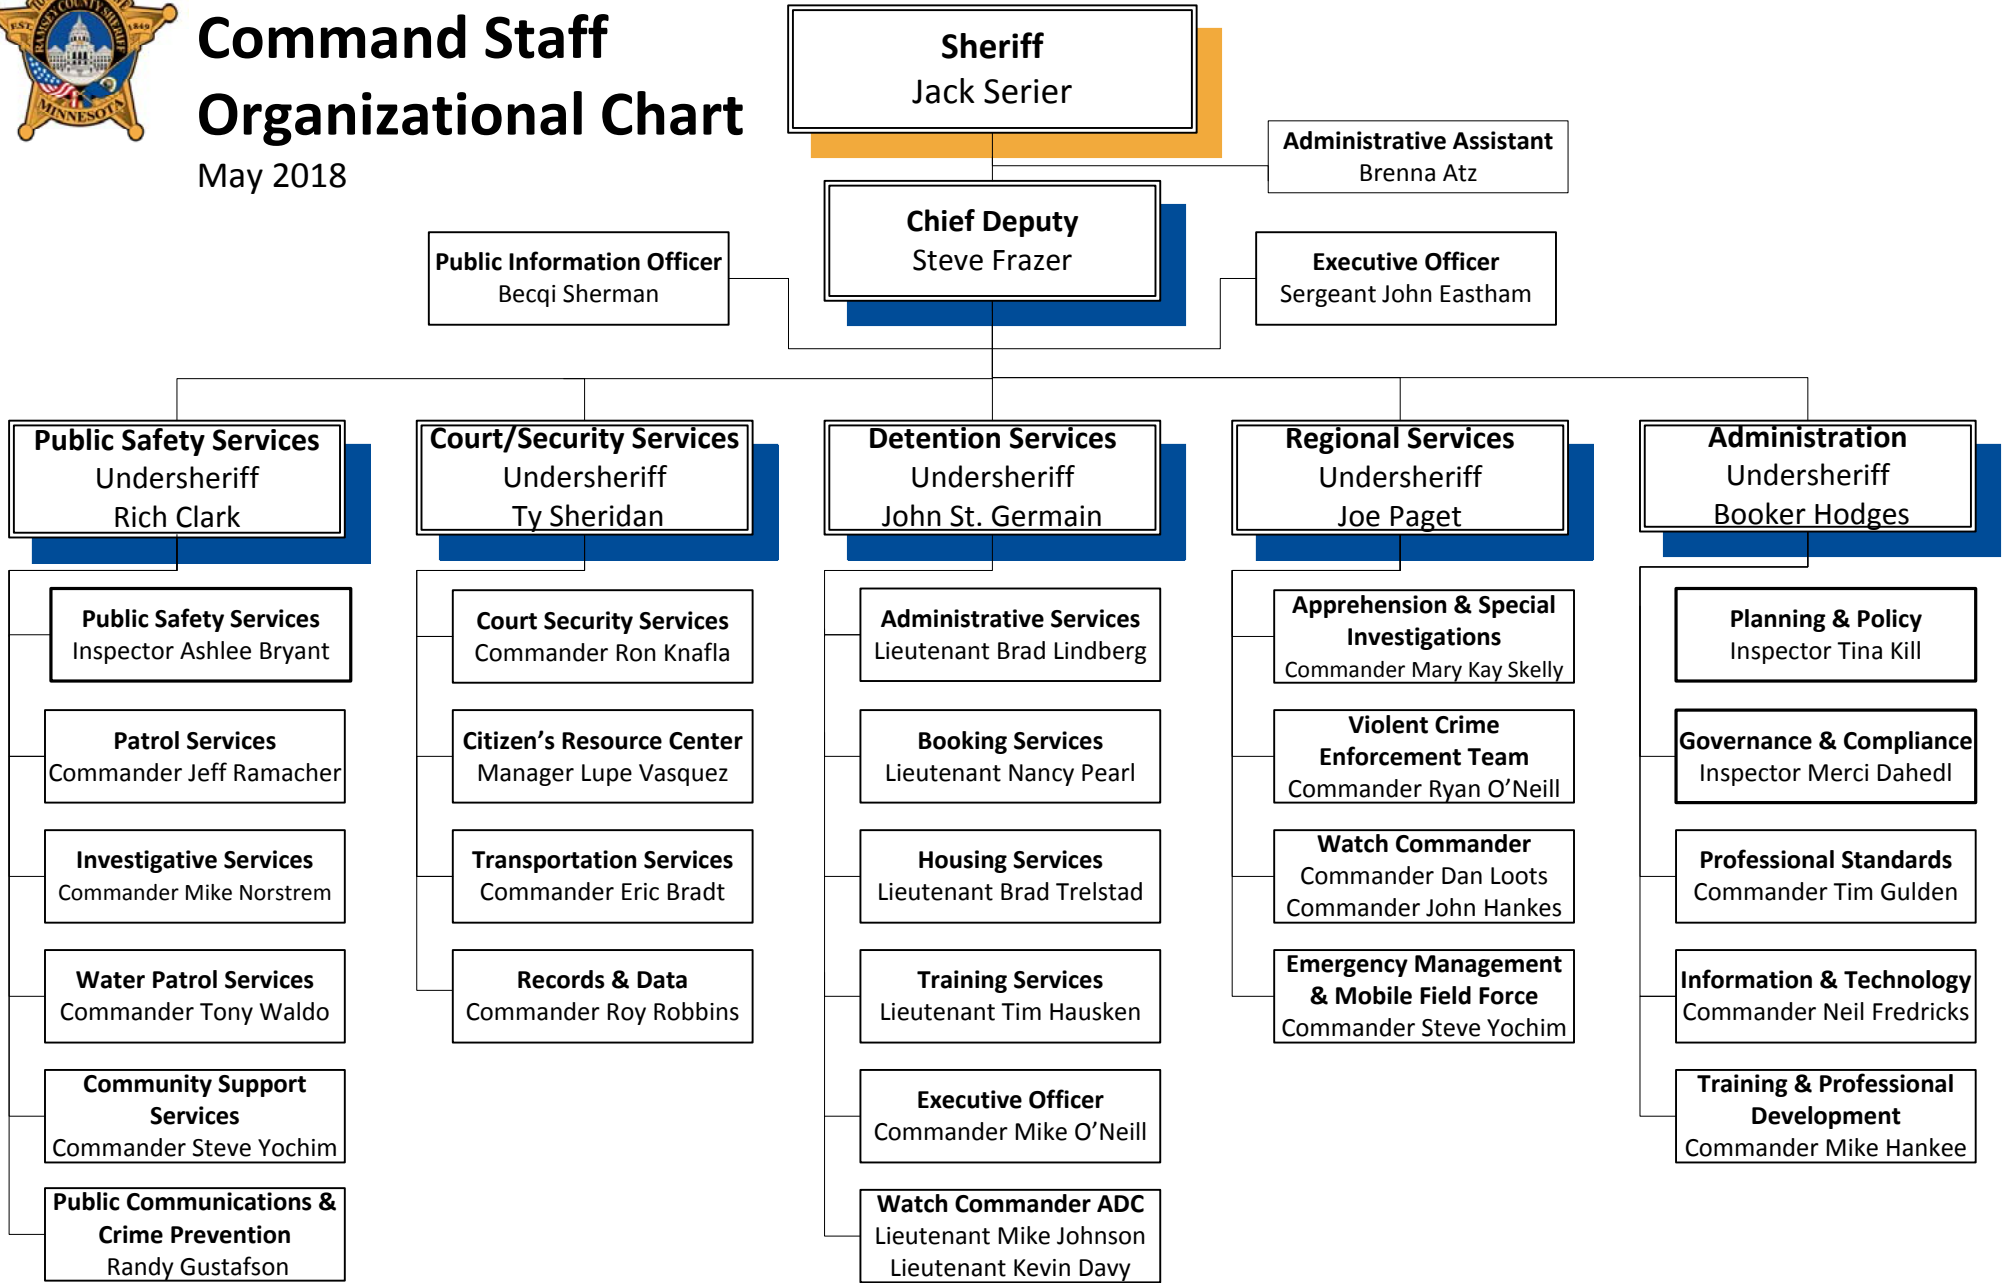 RAMSEY COUNTY SHERIFF
EST.
1849
MINNESOTA
Command Staff
Organizational Chart
May 2018
Sheriff
Jack Serier
Administrative Assistant
Brenna Atz
Chief Deputy
Steve Frazer
Public Information Officer
Becqi Sherman
Executive Officer
Sergeant John Eastham
Public Safety Services
Undersheriff
Rich Clark
Court/Security Services
Undersheriff
Ty Sheridan
Detention Services
Undersheriff
John St. Germain
Regional Services
Undersheriff
Joe Paget
Administration
Undersheriff
Booker Hodges
Public Safety Services
Inspector Ashlee Bryant
Patrol Services
Commander Jeff Ramacher
Investigative Services
Commander Mike Norstrem
Water Patrol Services
Commander Tony Waldo
Community Support
Services
Commander Steve Yochim
Public Communications &
Crime Prevention
Randy Gustafson
Court Security Services
Commander Ron Knafla
Citizen’s Resource Center
Manager Lupe Vasquez
Transportation Services
Commander Eric Bradt
Records & Data
Commander Roy Robbins
Administrative Services
Lieutenant Brad Lindberg
Booking Services
Lieutenant Nancy Pearl
Housing Services
Lieutenant Brad Trelstad
Training Services
Lieutenant Tim Hausken
Executive Officer
Commander Mike O’Neill
Watch Commander ADC
Lieutenant Mike Johnson
Lieutenant Kevin Davy
Apprehension & Special
Investigations
Commander Mary Kay Skelly
Violent Crime
Enforcement Team
Commander Ryan O’Neill
Watch Commander
Commander Dan Loots
Commander John Hankes
Emergency Management
& Mobile Field Force
Commander Steve Yochim
Planning & Policy
Inspector Tina Kill
Governance & Compliance
Inspector Merci Dahedl
Professional Standards
Commander Tim Gulden
Information & Technology
Commander Neil Fredricks
Training & Professional
Development
Commander Mike Hankee